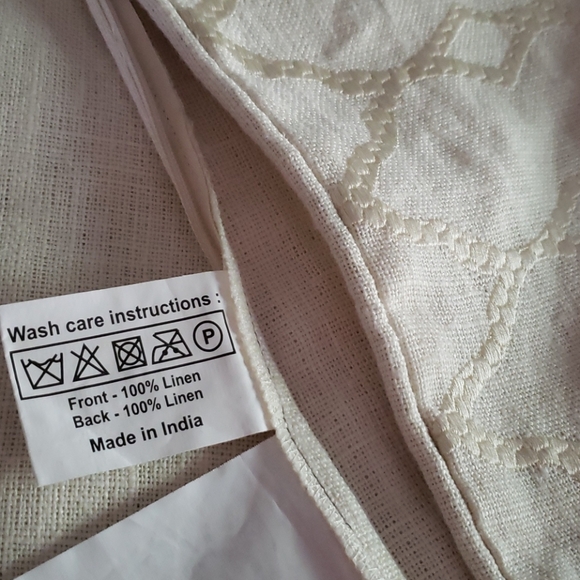 Wash care instructions :
P
Front - 100% Linen
Back - 100% Linen
Made in India